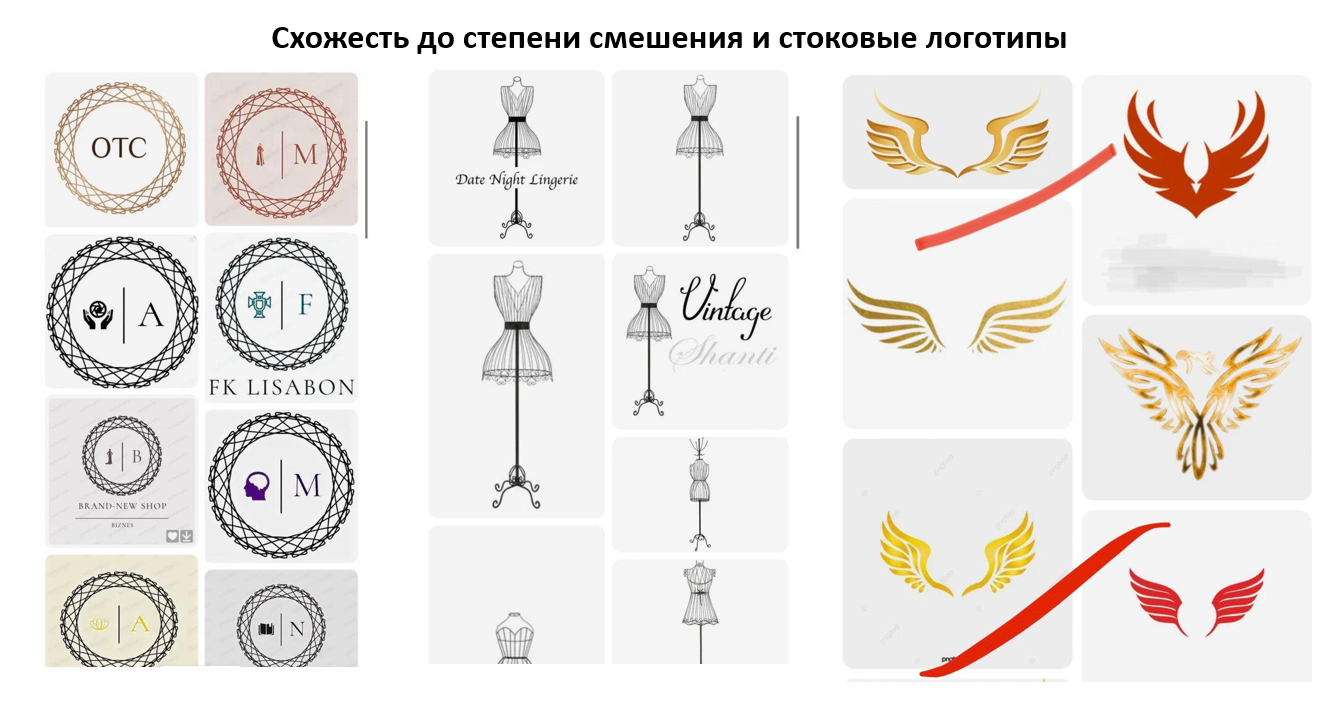 Схожесть до степени смешения и стоковые логотипы
OTC
M
A
F
FK LISABON
B
BRAND-NEW SHOP
BIZNES
M
A
N
Date Night Lingerie
Vintage
Shanti